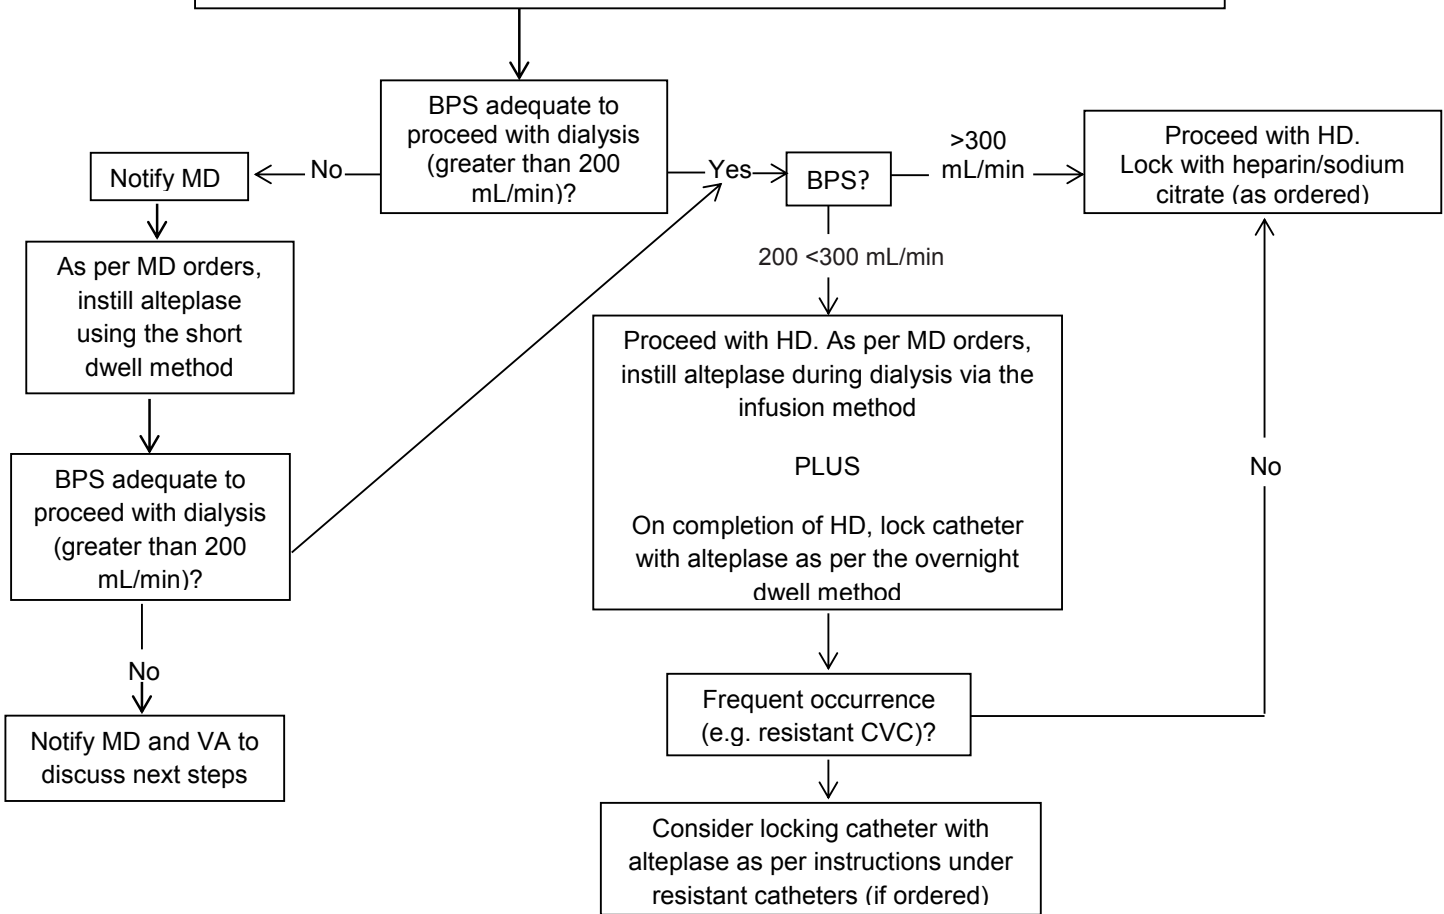 BPS adequate to
proceed with dialysis
(greater than 200
mL/min)?
No
Notify MD
Yes
BPS?
>300
mL/min
Proceed with HD.
Lock with heparin/sodium
citrate (as ordered)
As per MD orders,
instill alteplase
using the short
dwell method
200 <300 mL/min
Proceed with HD. As per MD orders,
instill alteplase during dialysis via the
infusion method
PLUS
On completion of HD, lock catheter
with alteplase as per the overnight
dwell method
BPS adequate to
proceed with dialysis
(greater than 200
mL/min)?
No
No
Notify MD and VA to
discuss next steps
Frequent occurrence
(e.g. resistant CVC)?
Consider locking catheter with
alteplase as per instructions under
resistant catheters (if ordered)